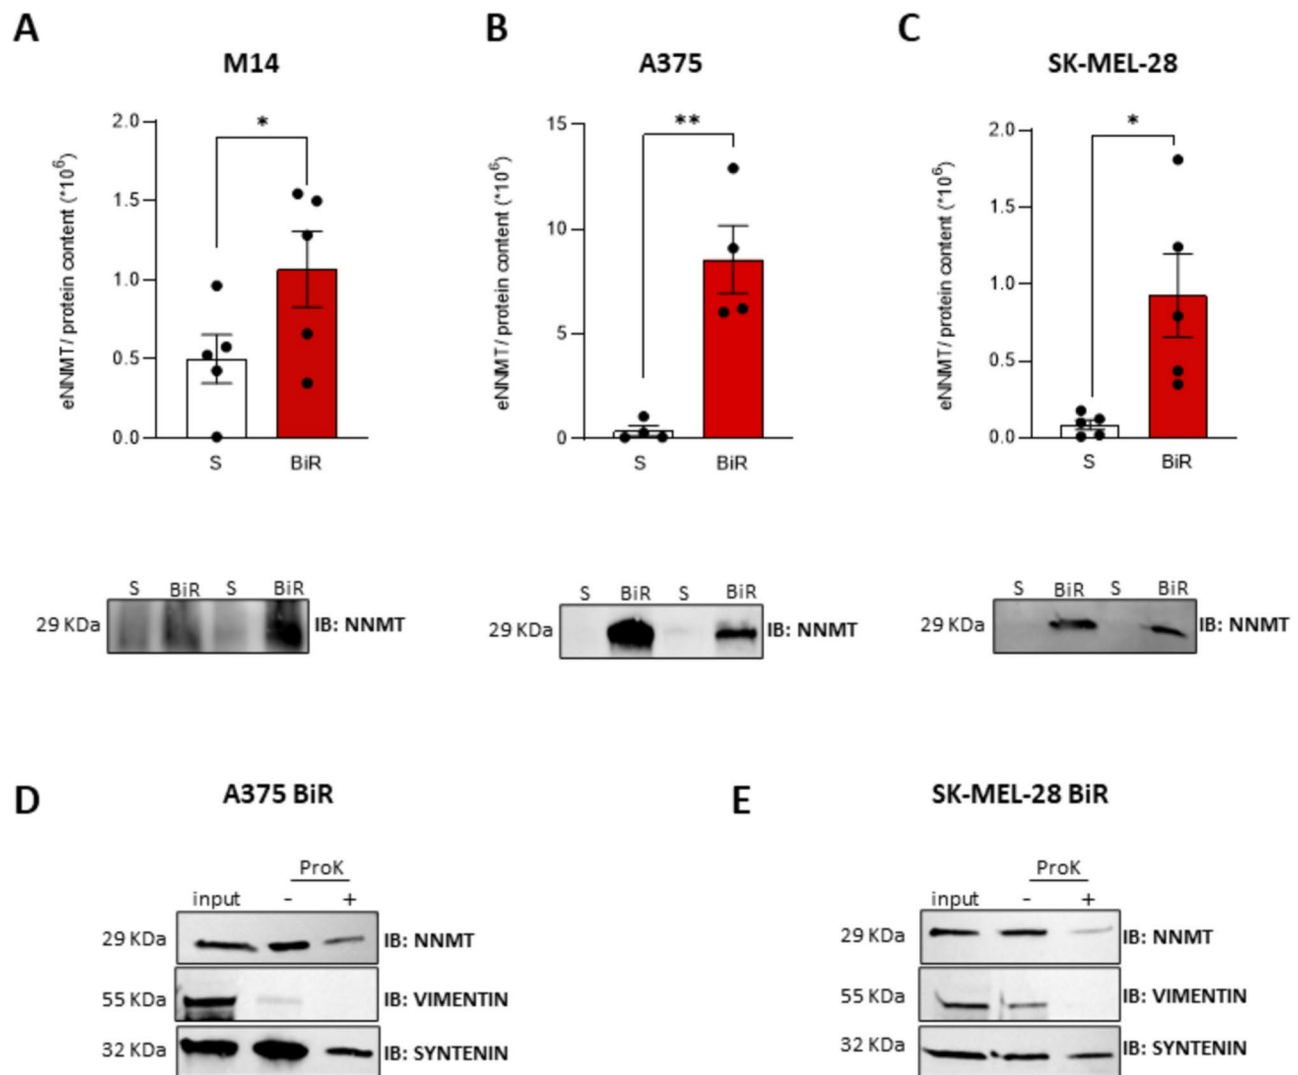 A
M14
eNNMT/ protein content (*10⁶)
2.0
1.5
1.0
0.5
0.0
*
S BiR
B
A375
eNNMT/ protein content (*10⁶)
15
10
5
0
**
S BiR
C
SK-MEL-28
eNNMT/ protein content (*10⁶)
2.0
1.5
1.0
0.5
0.0
*
S BiR
S BiR S BiR
29 KDa IB: NNMT
S BiR S BiR
29 KDa IB: NNMT
S BiR S BiR
29 KDa IB: NNMT
D
A375 BiR
ProK
input - +
29 KDa IB: NNMT
55 KDa IB: VIMENTIN
32 KDa IB: SYNTENIN
E
SK-MEL-28 BiR
ProK
input - +
29 KDa IB: NNMT
55 KDa IB: VIMENTIN
32 KDa IB: SYNTENIN